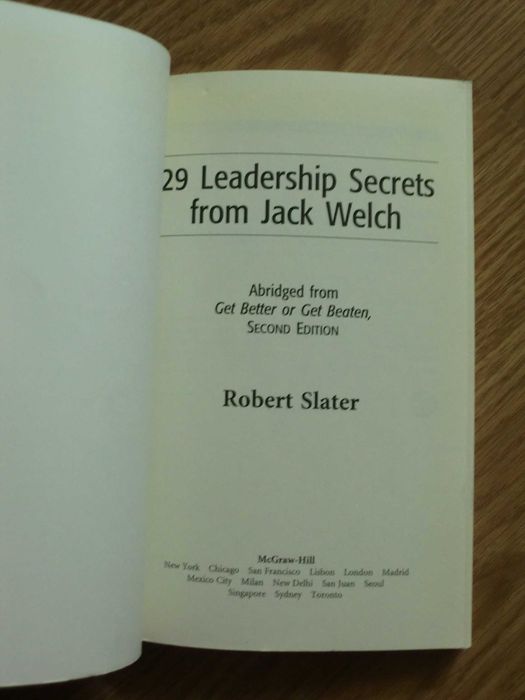 29 Leadership Secrets
from Jack Welch
Abridged from
Get Better or Get Beaten,
SECOND EDITION
Robert Slater
McGraw-Hill
New York Chicago San Francisco Lisbon London Madrid
Mexico City Milan New Delhi San Juan Seoul
Singapore Sydney Toronto